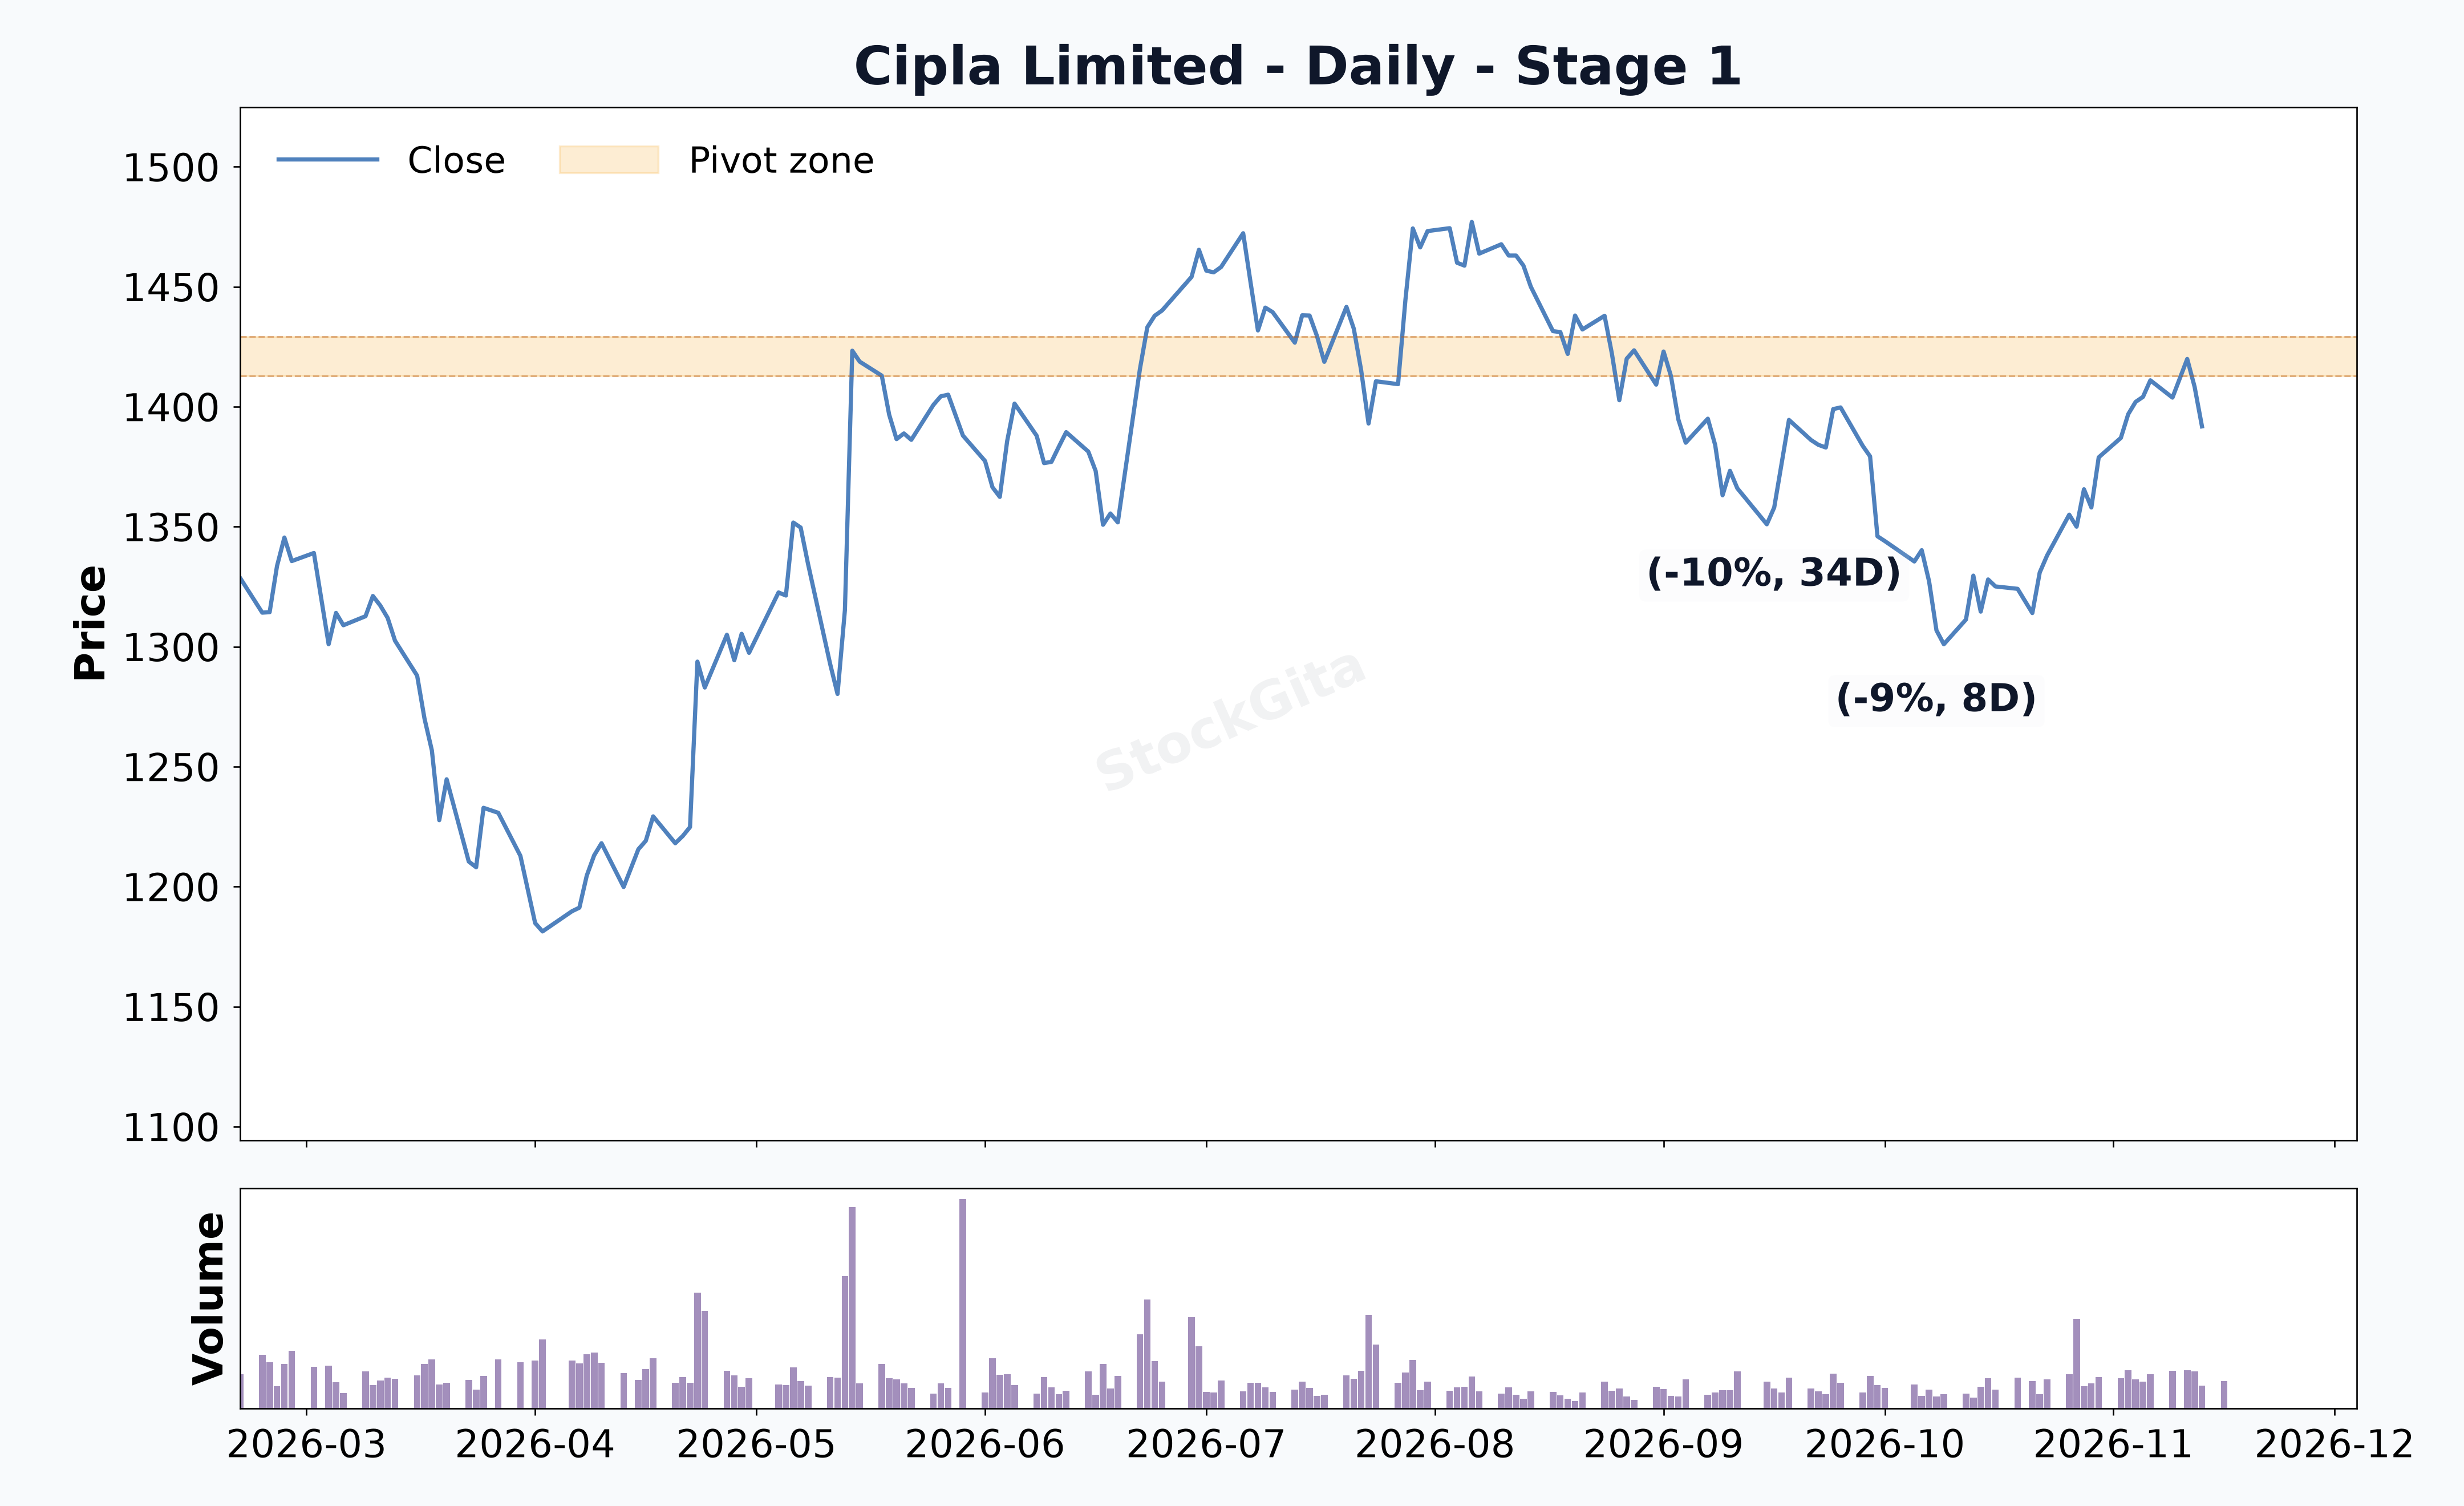 Cipla Limited - Daily - Stage 1
Close
Pivot zone
1500
1450
1400
1350
1300
1250
1200
1150
1100
Price
(-10%, 34D)
(-9%, 8D)
StockGita
Volume
2026-03
2026-04
2026-05
2026-06
2026-07
2026-08
2026-09
2026-10
2026-11
2026-12